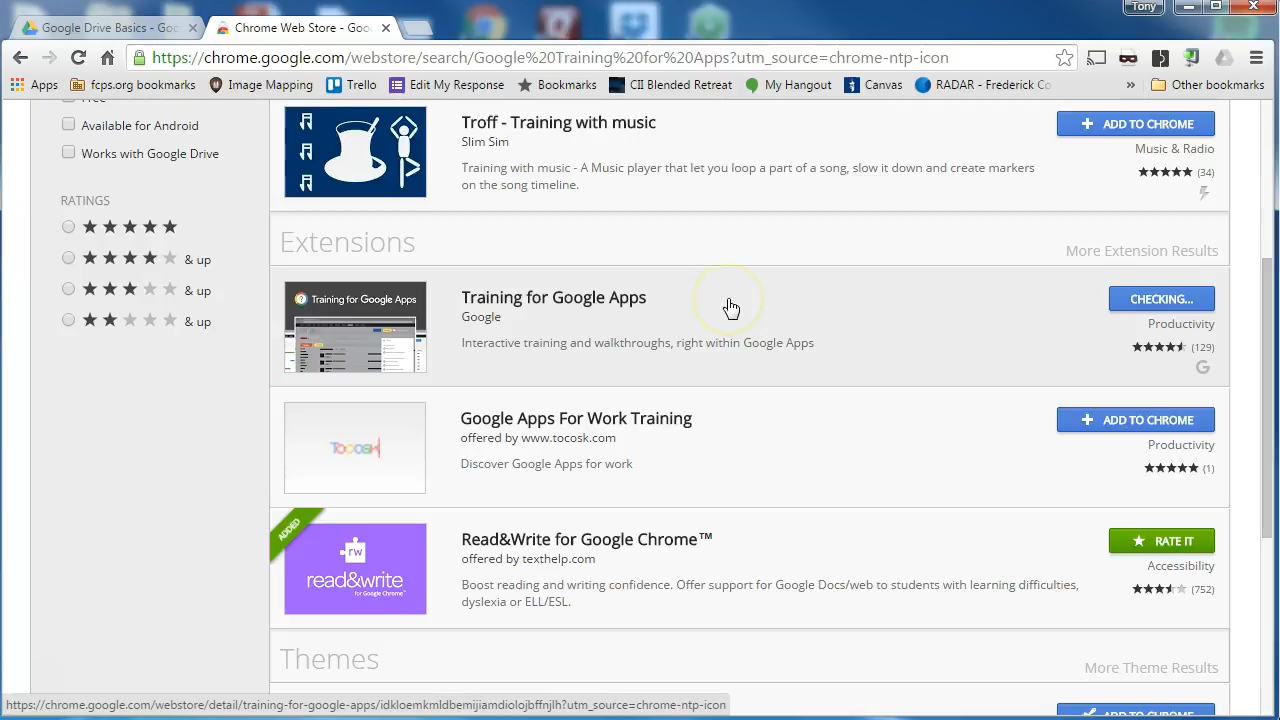 Tony
Google Drive Basics - Goo
Chrome Web Store - Goo
https://chrome.google.com/webstore/search/Google%20Training%20for%20Apps?utm_source=chrome-ntp-icon
Apps
fcps.org bookmarks
Image Mapping
Trello
Edit My Response
Bookmarks
CII Blended Retreat
My Hangout
Canvas
RADAR - Frederick Co
»
Other bookmarks
Free
Available for Android
Works with Google Drive
RATINGS
& up
& up
& up
Troff - Training with music
Slim Sim
Training with music - A Music player that let you loop a part of a song, slow it down and create markers
on the song timeline.
ADD TO CHROME
Music & Radio
(34)
Extensions
More Extension Results
Training for Google Apps
Training for Google Apps
Google
Interactive training and walkthroughs, right within Google Apps
CHECKING...
Productivity
(129)
TOCOSK
Google Apps For Work Training
offered by www.tocosk.com
Discover Google Apps for work
ADD TO CHROME
Productivity
(1)
ADDED
rw
read&write
for Google Chrome™
Read&Write for Google Chrome™
offered by texthelp.com
Boost reading and writing confidence. Offer support for Google Docs/web to students with learning difficulties,
dyslexia or ELL/ESL.
RATE IT
Accessibility
(752)
Themes
More Theme Results
ADD TO CHROME
https://chrome.google.com/webstore/detail/training-for-google-apps/idkloemkmldbemijiamdiolojbffnjlh?utm_source=chrome-ntp-icon